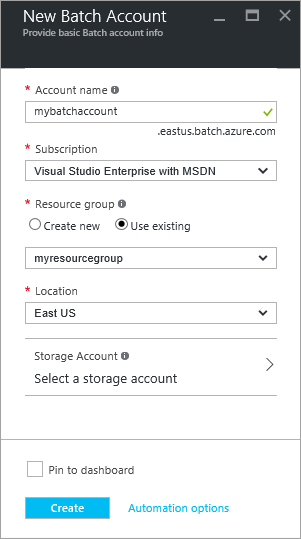 New Batch Account
Provide basic Batch account info
* Account name
mybatchaccount
.eastus.batch.azure.com
* Subscription
Visual Studio Enterprise with MSDN
* Resource group
Create new Use existing
myresourcegroup
* Location
East US
Storage Account
Select a storage account
Pin to dashboard
Create Automation options